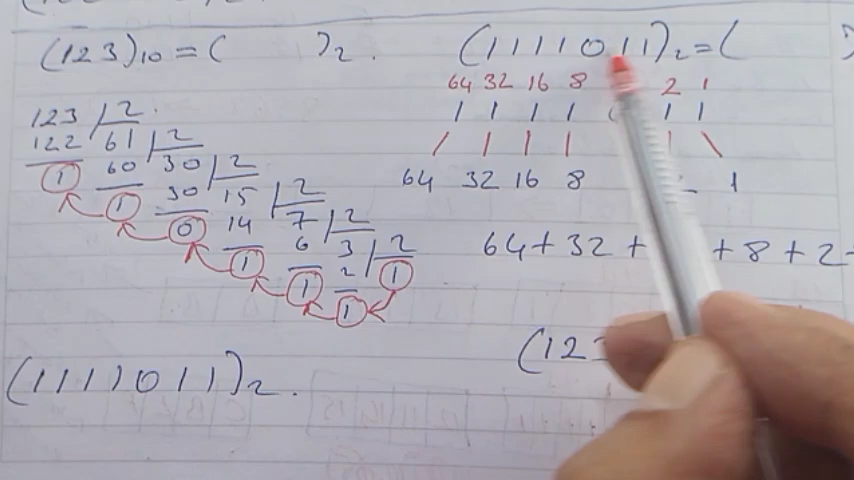 (123)10 = ( )2.
123 2
122 61 2
1 60 30 2
1 30 15 2
0 14 7 2
1 6 3 2
1 2 1
1
(1111011)2.
(1111011)2 = (
64 32 16 8 2 1
1 1 1 1 1 1
64 32 16 8 1
64 + 32 + + 8 + 2
(123